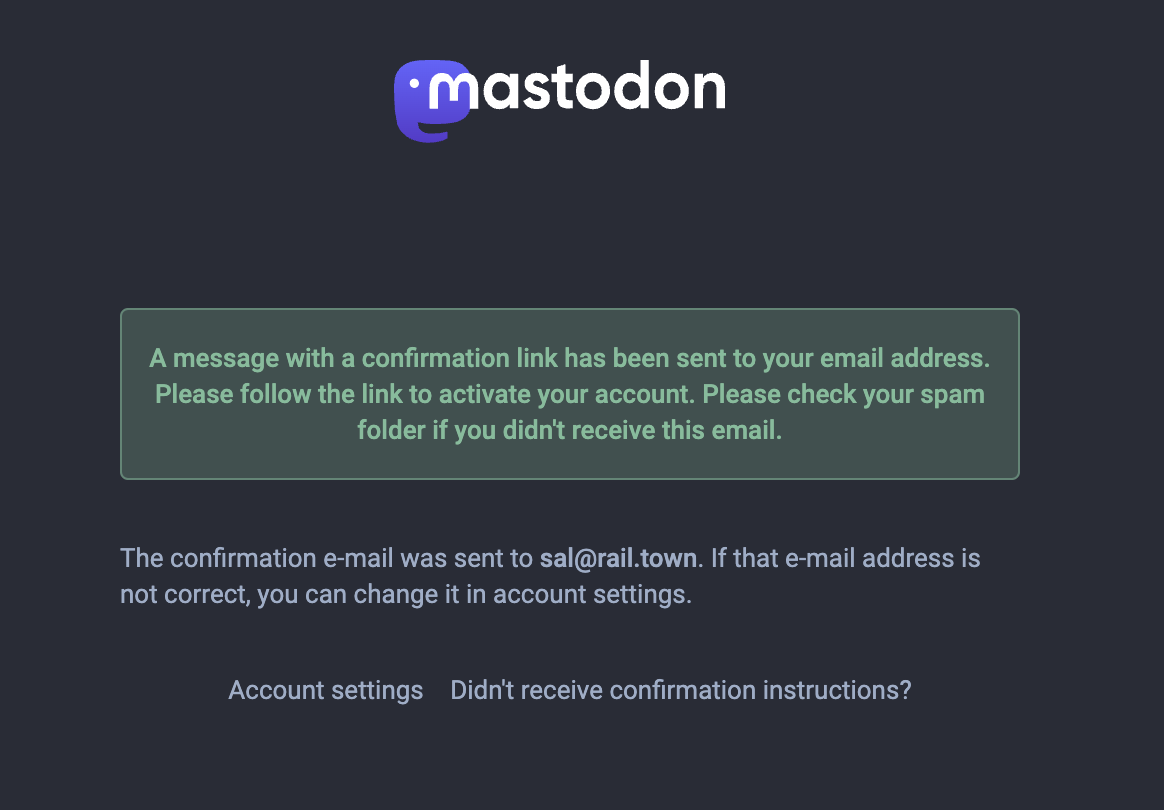 mastodon
A message with a confirmation link has been sent to your email address.
Please follow the link to activate your account. Please check your spam
folder if you didn't receive this email.
The confirmation e-mail was sent to sal@rail.town. If that e-mail address is
not correct, you can change it in account settings.
Account settings Didn't receive confirmation instructions?